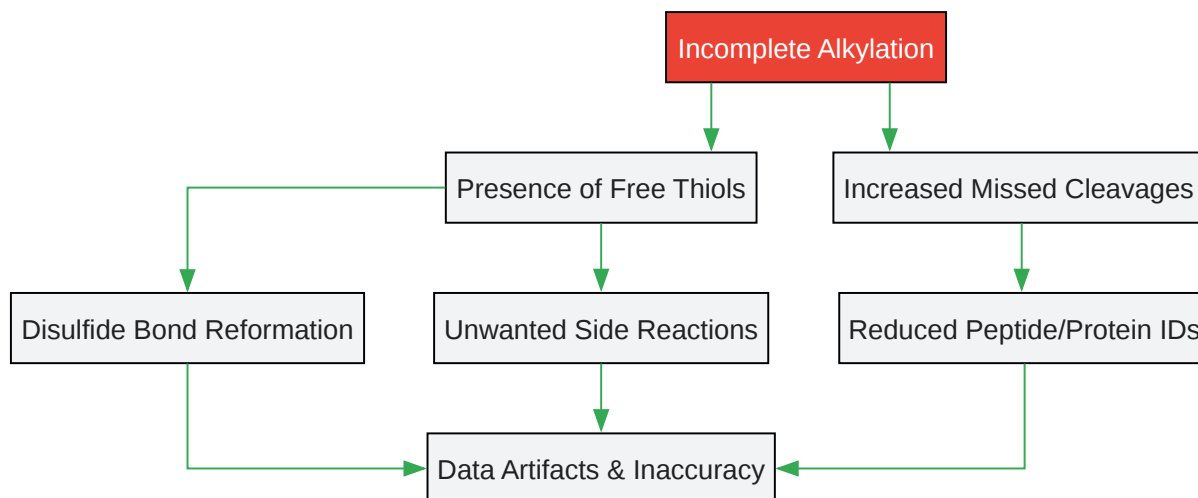 Incomplete Alkylation
Presence of Free Thiols
Increased Missed Cleavages
Disulfide Bond Reformation
Unwanted Side Reactions
Reduced Peptide/Protein IDs
Data Artifacts & Inaccuracy